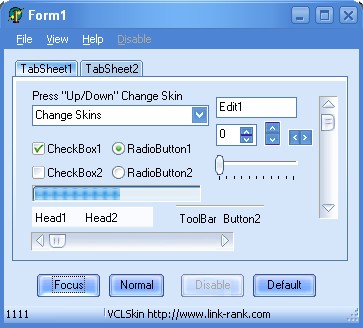 Form1
File View Help Disable
TabSheet1 TabSheet2
Press "Up/Down" Change Skin
Change Skins
Edit1
0
CheckBox1 RadioButton1
CheckBox2 RadioButton2
Head1 Head2 ToolBar Button2
Focus Normal Disable Default
1111 VCLSkin http://www.link-rank.com